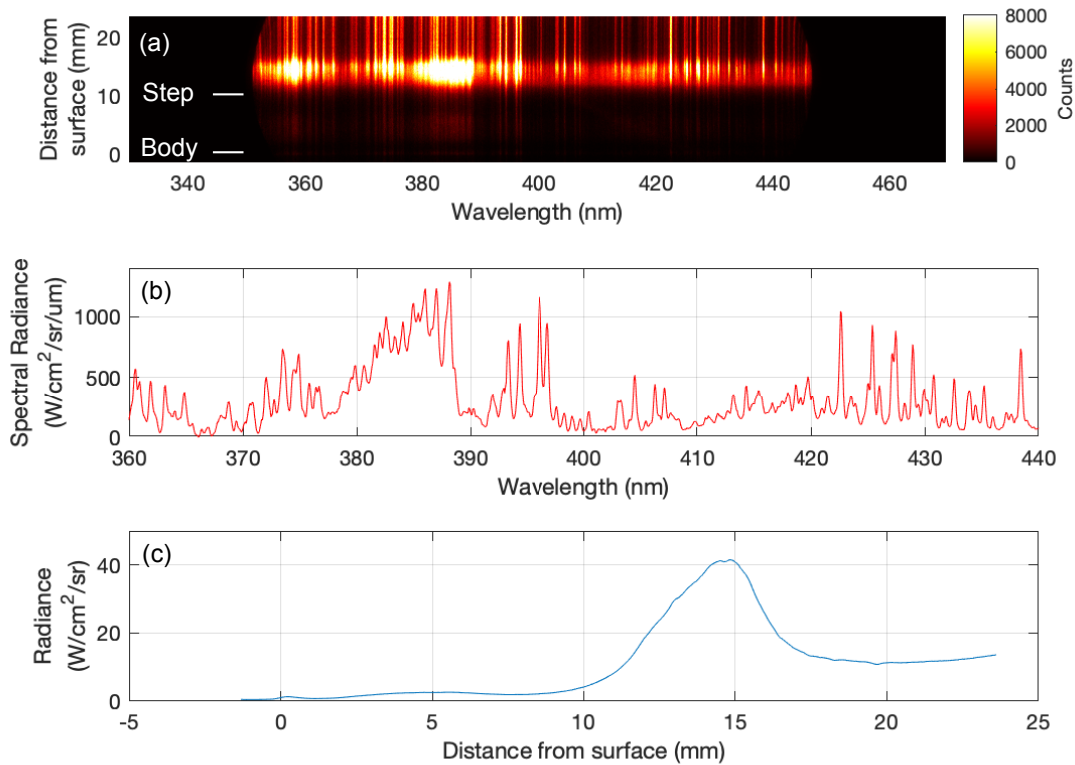 (a)
Distance from
surface (mm)
20
10
0
Step
Body
340
360
380
400
420
440
460
Wavelength (nm)
8000
6000
4000
2000
0
Counts
(b)
Spectral Radiance
(W/cm²/sr/um)
1000
500
0
360
370
380
390
400
410
420
430
440
Wavelength (nm)
(c)
Radiance
(W/cm²/sr)
40
20
0
-5
0
5
10
15
20
25
Distance from surface (mm)